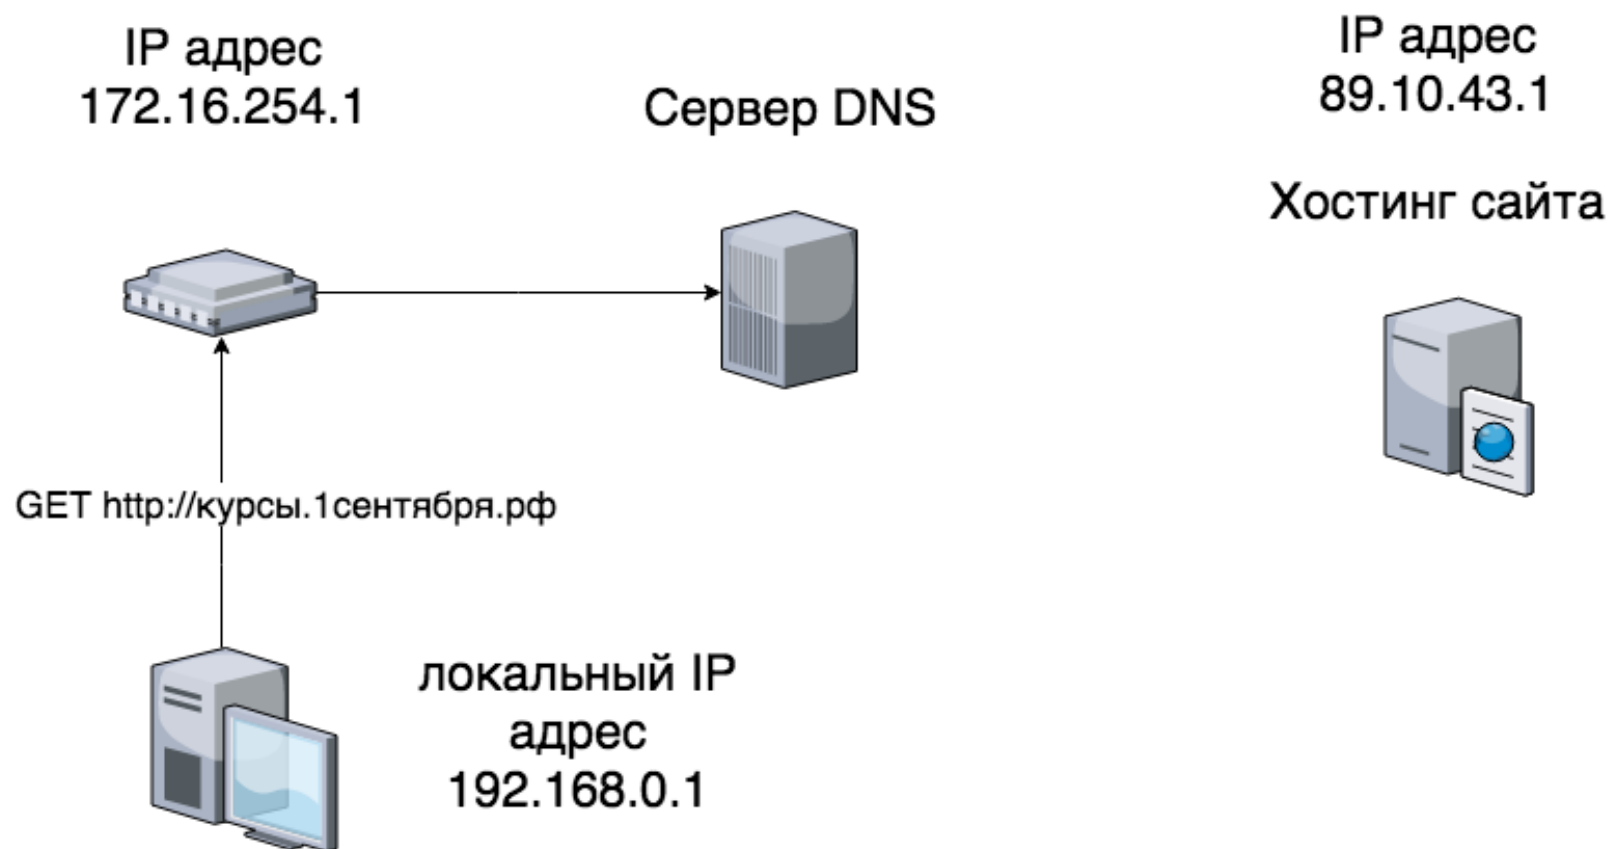 IP адрес
172.16.254.1
Сервер DNS
IP адрес
89.10.43.1
Хостинг сайта
GET http://курсы.1сентября.рф
локальный IP
адрес
192.168.0.1